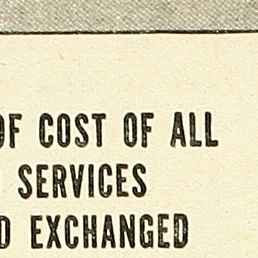 OF COST OF ALL
SERVICES
EXCHANGED